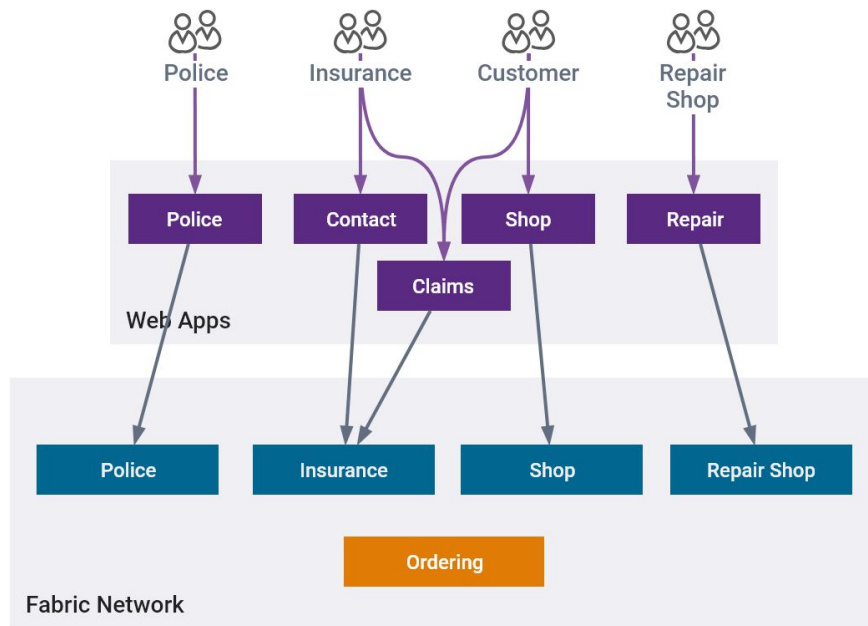 Police
Insurance
Customer
Repair
Shop
Police
Contact
Shop
Repair
Claims
Web Apps
Police
Insurance
Shop
Repair Shop
Ordering
Fabric Network